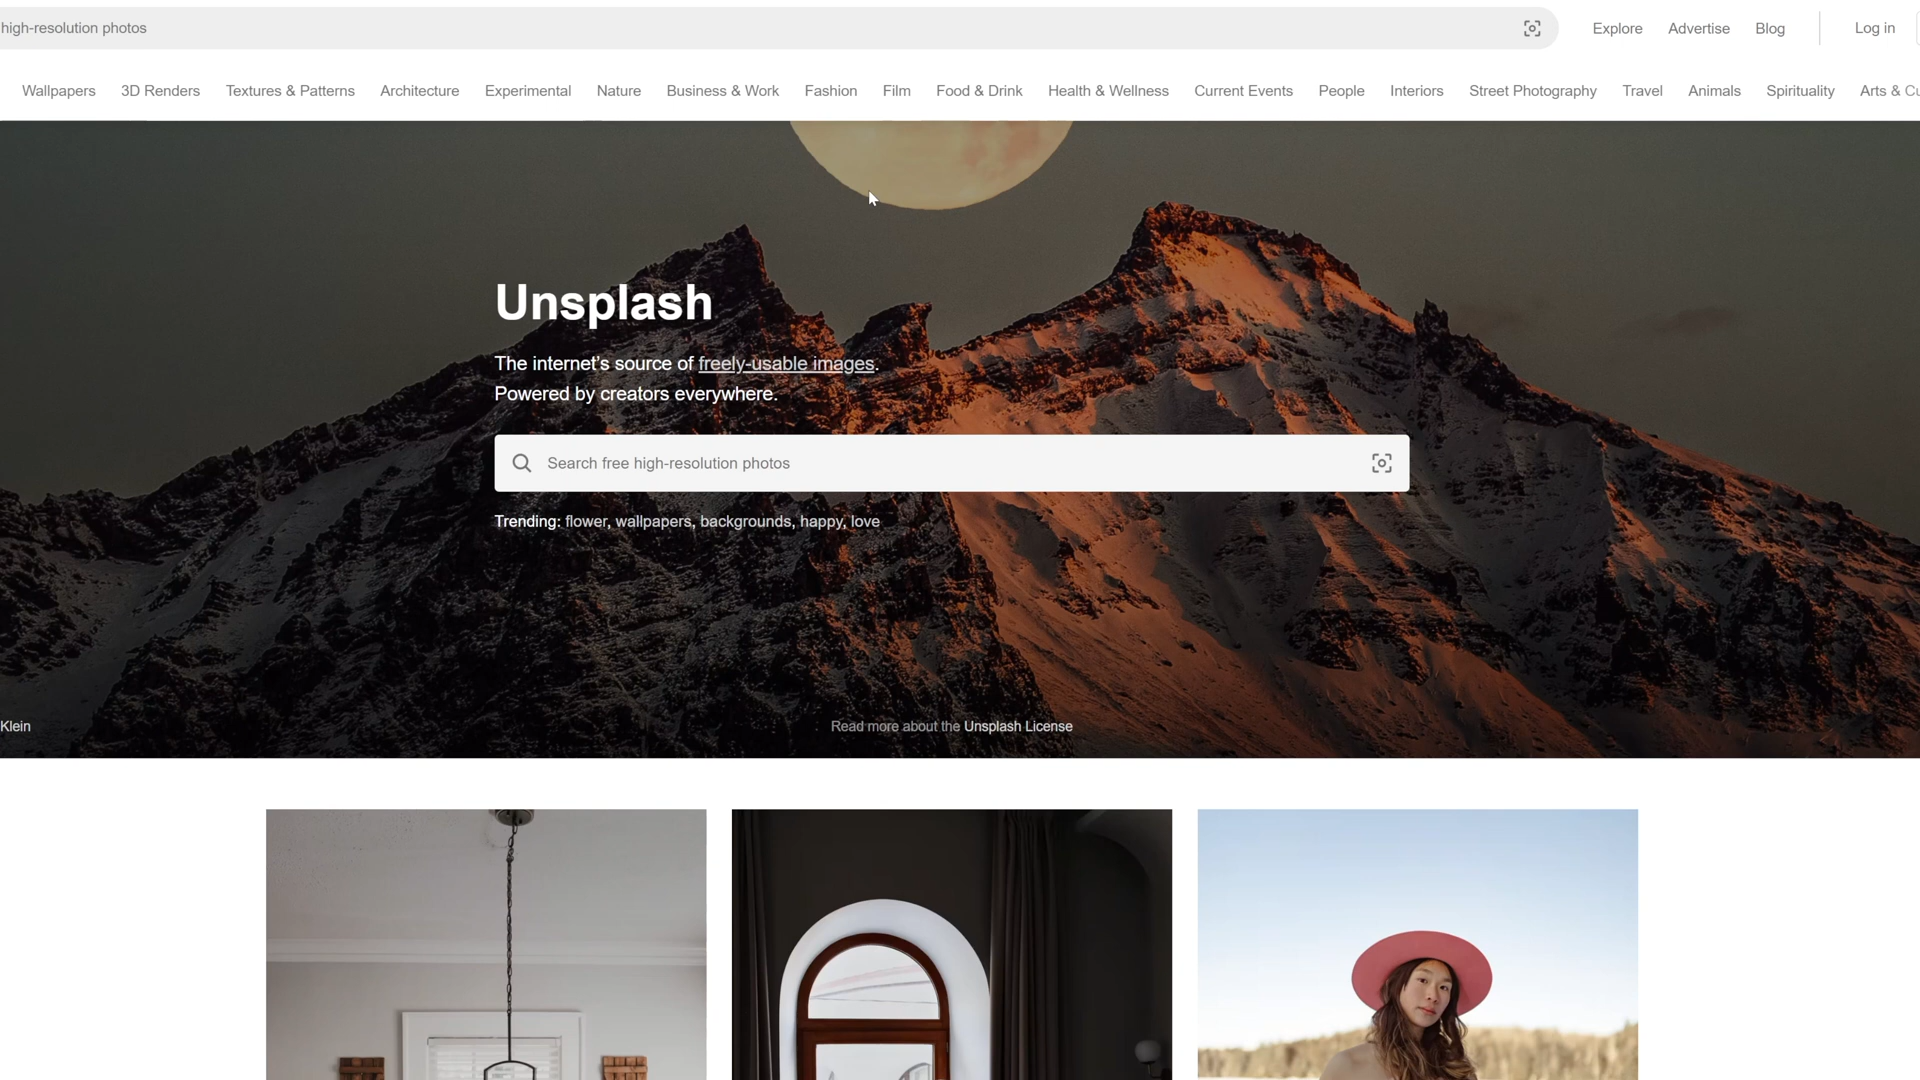 high-resolution photos
Explore Advertise Blog Log in
Wallpapers 3D Renders Textures & Patterns Architecture Experimental Nature Business & Work Fashion Film Food & Drink Health & Wellness Current Events People Interiors Street Photography Travel Animals Spirituality Arts & Cu
Unsplash
The internet's source of freely-usable images.
Powered by creators everywhere.
Search free high-resolution photos
Trending: flower, wallpapers, backgrounds, happy, love
Klein
Read more about the Unsplash License